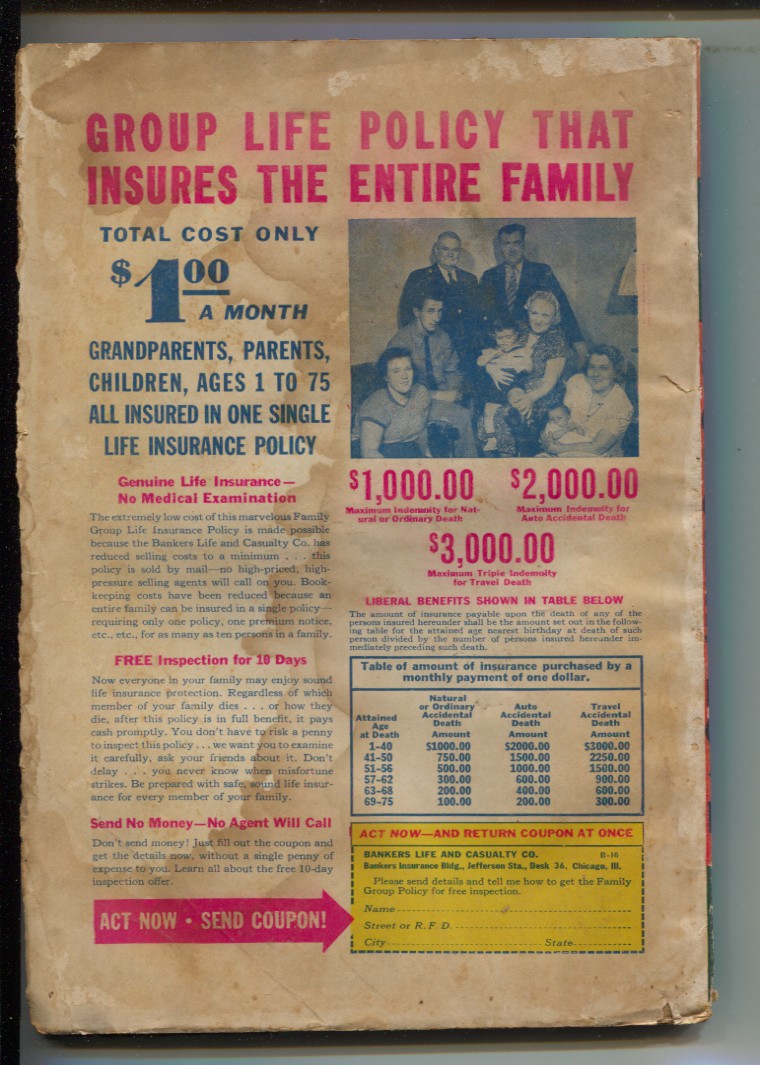 GROUP LIFE POLICY THAT
INSURES THE ENTIRE FAMILY
TOTAL COST ONLY
$1.00
A MONTH
GRANDPARENTS, PARENTS,
CHILDREN, AGES 1 TO 75
ALL INSURED IN ONE SINGLE
LIFE INSURANCE POLICY
Genuine Life Insurance—
No Medical Examination
The extremely low cost of this marvelous Family
Group Life Insurance Policy is made possible
because the Bankers Life and Casualty Co. has
reduced selling costs to a minimum . . . this
policy is sold by mail—no high-priced, high-
pressure selling agents will call on you. Book-
keeping costs have been reduced because an
entire family can be insured in a single policy—
requiring only one policy, one premium notice,
etc., etc., for as many as ten persons in a family.
FREE Inspection for 10 Days
Now everyone in your family may enjoy sound
life insurance protection. Regardless of which
member of your family dies . . . or how they
die, after this policy is in full benefit, it pays
cash promptly. You don't have to risk a penny
to inspect this policy . . . we want you to examine
it carefully, ask your friends about it. Don't
delay . . . you never know when misfortune
strikes. Be prepared with safe, sound life insur-
ance for every member of your family.
Send No Money—No Agent Will Call
Don't send money! Just fill out the coupon and
get the details now, without a single penny of
expense to you. Learn all about the free 10-day
inspection offer.
ACT NOW • SEND COUPON!
$1,000.00
Maximum Indemnity for Nat-
ural or Ordinary Death
$2,000.00
Maximum Indemnity for
Auto Accidental Death
$3,000.00
Maximum Triple Indemnity
for Travel Death
LIBERAL BENEFITS SHOWN IN TABLE BELOW
The amount of insurance payable upon the death of any of the
persons insured hereunder shall be the amount set out in the follow-
ing table for the attained age nearest birthday at death of such
person divided by the number of persons insured hereunder im-
mediately preceding such death.
Table of amount of insurance purchased by a
monthly payment of one dollar.
Attained Age at Death | Natural or Ordinary Accidental Death Amount | Auto Accidental Death Amount | Travel Accidental Death Amount
1-40 $1000.00 $2000.00 $3000.00
41-50 750.00 1500.00 2250.00
51-56 500.00 1000.00 1500.00
57-62 300.00 600.00 900.00
63-68 200.00 400.00 600.00
69-75 100.00 200.00 300.00
ACT NOW—AND RETURN COUPON AT ONCE
BANKERS LIFE AND CASUALTY CO. B-16
Bankers Insurance Bldg., Jefferson Sta., Desk 36, Chicago, Ill.
Please send details and tell me how to get the Family
Group Policy for free inspection.
Name
Street or R.F.D.
City State